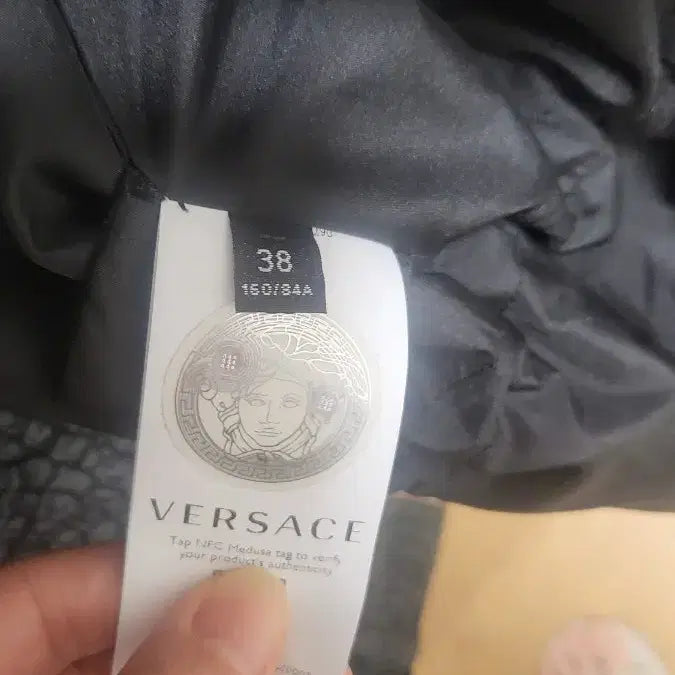 38
160/84A
VERSACE
Tap NFC Medusa tag to verify
your product's authenticity